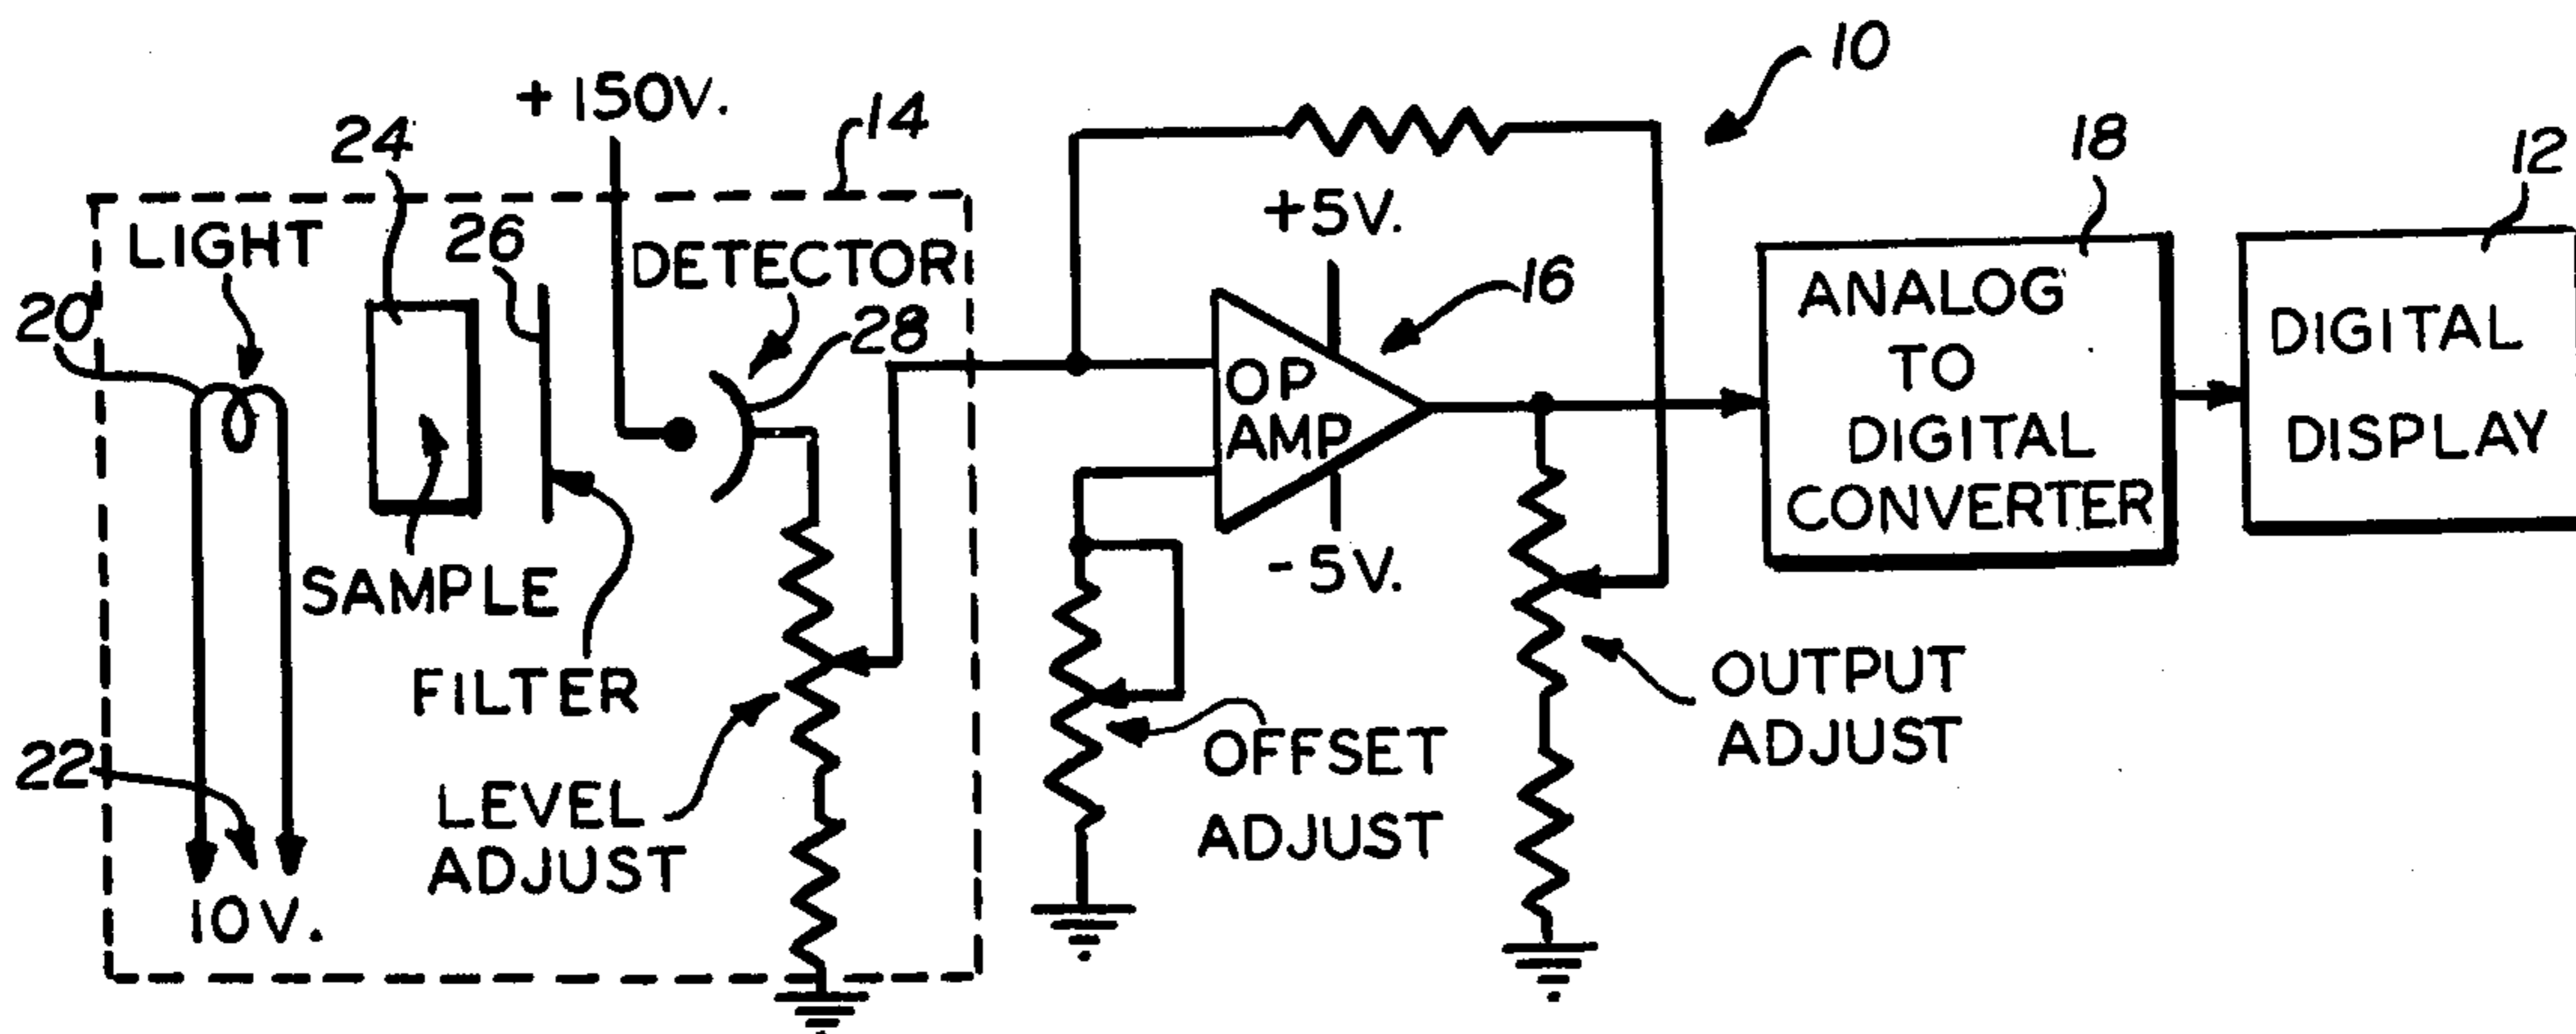 10
+ 150V.
14
24
18
12
LIGHT
26
DETECTOR
+5V.
20
28
16
OP
AMP
ANALOG
TO
DIGITAL
CONVERTER
DIGITAL
DISPLAY
SAMPLE
- 5V.
FILTER
OUTPUT
ADJUST
22
LEVEL
ADJUST
OFFSET
ADJUST
10V.